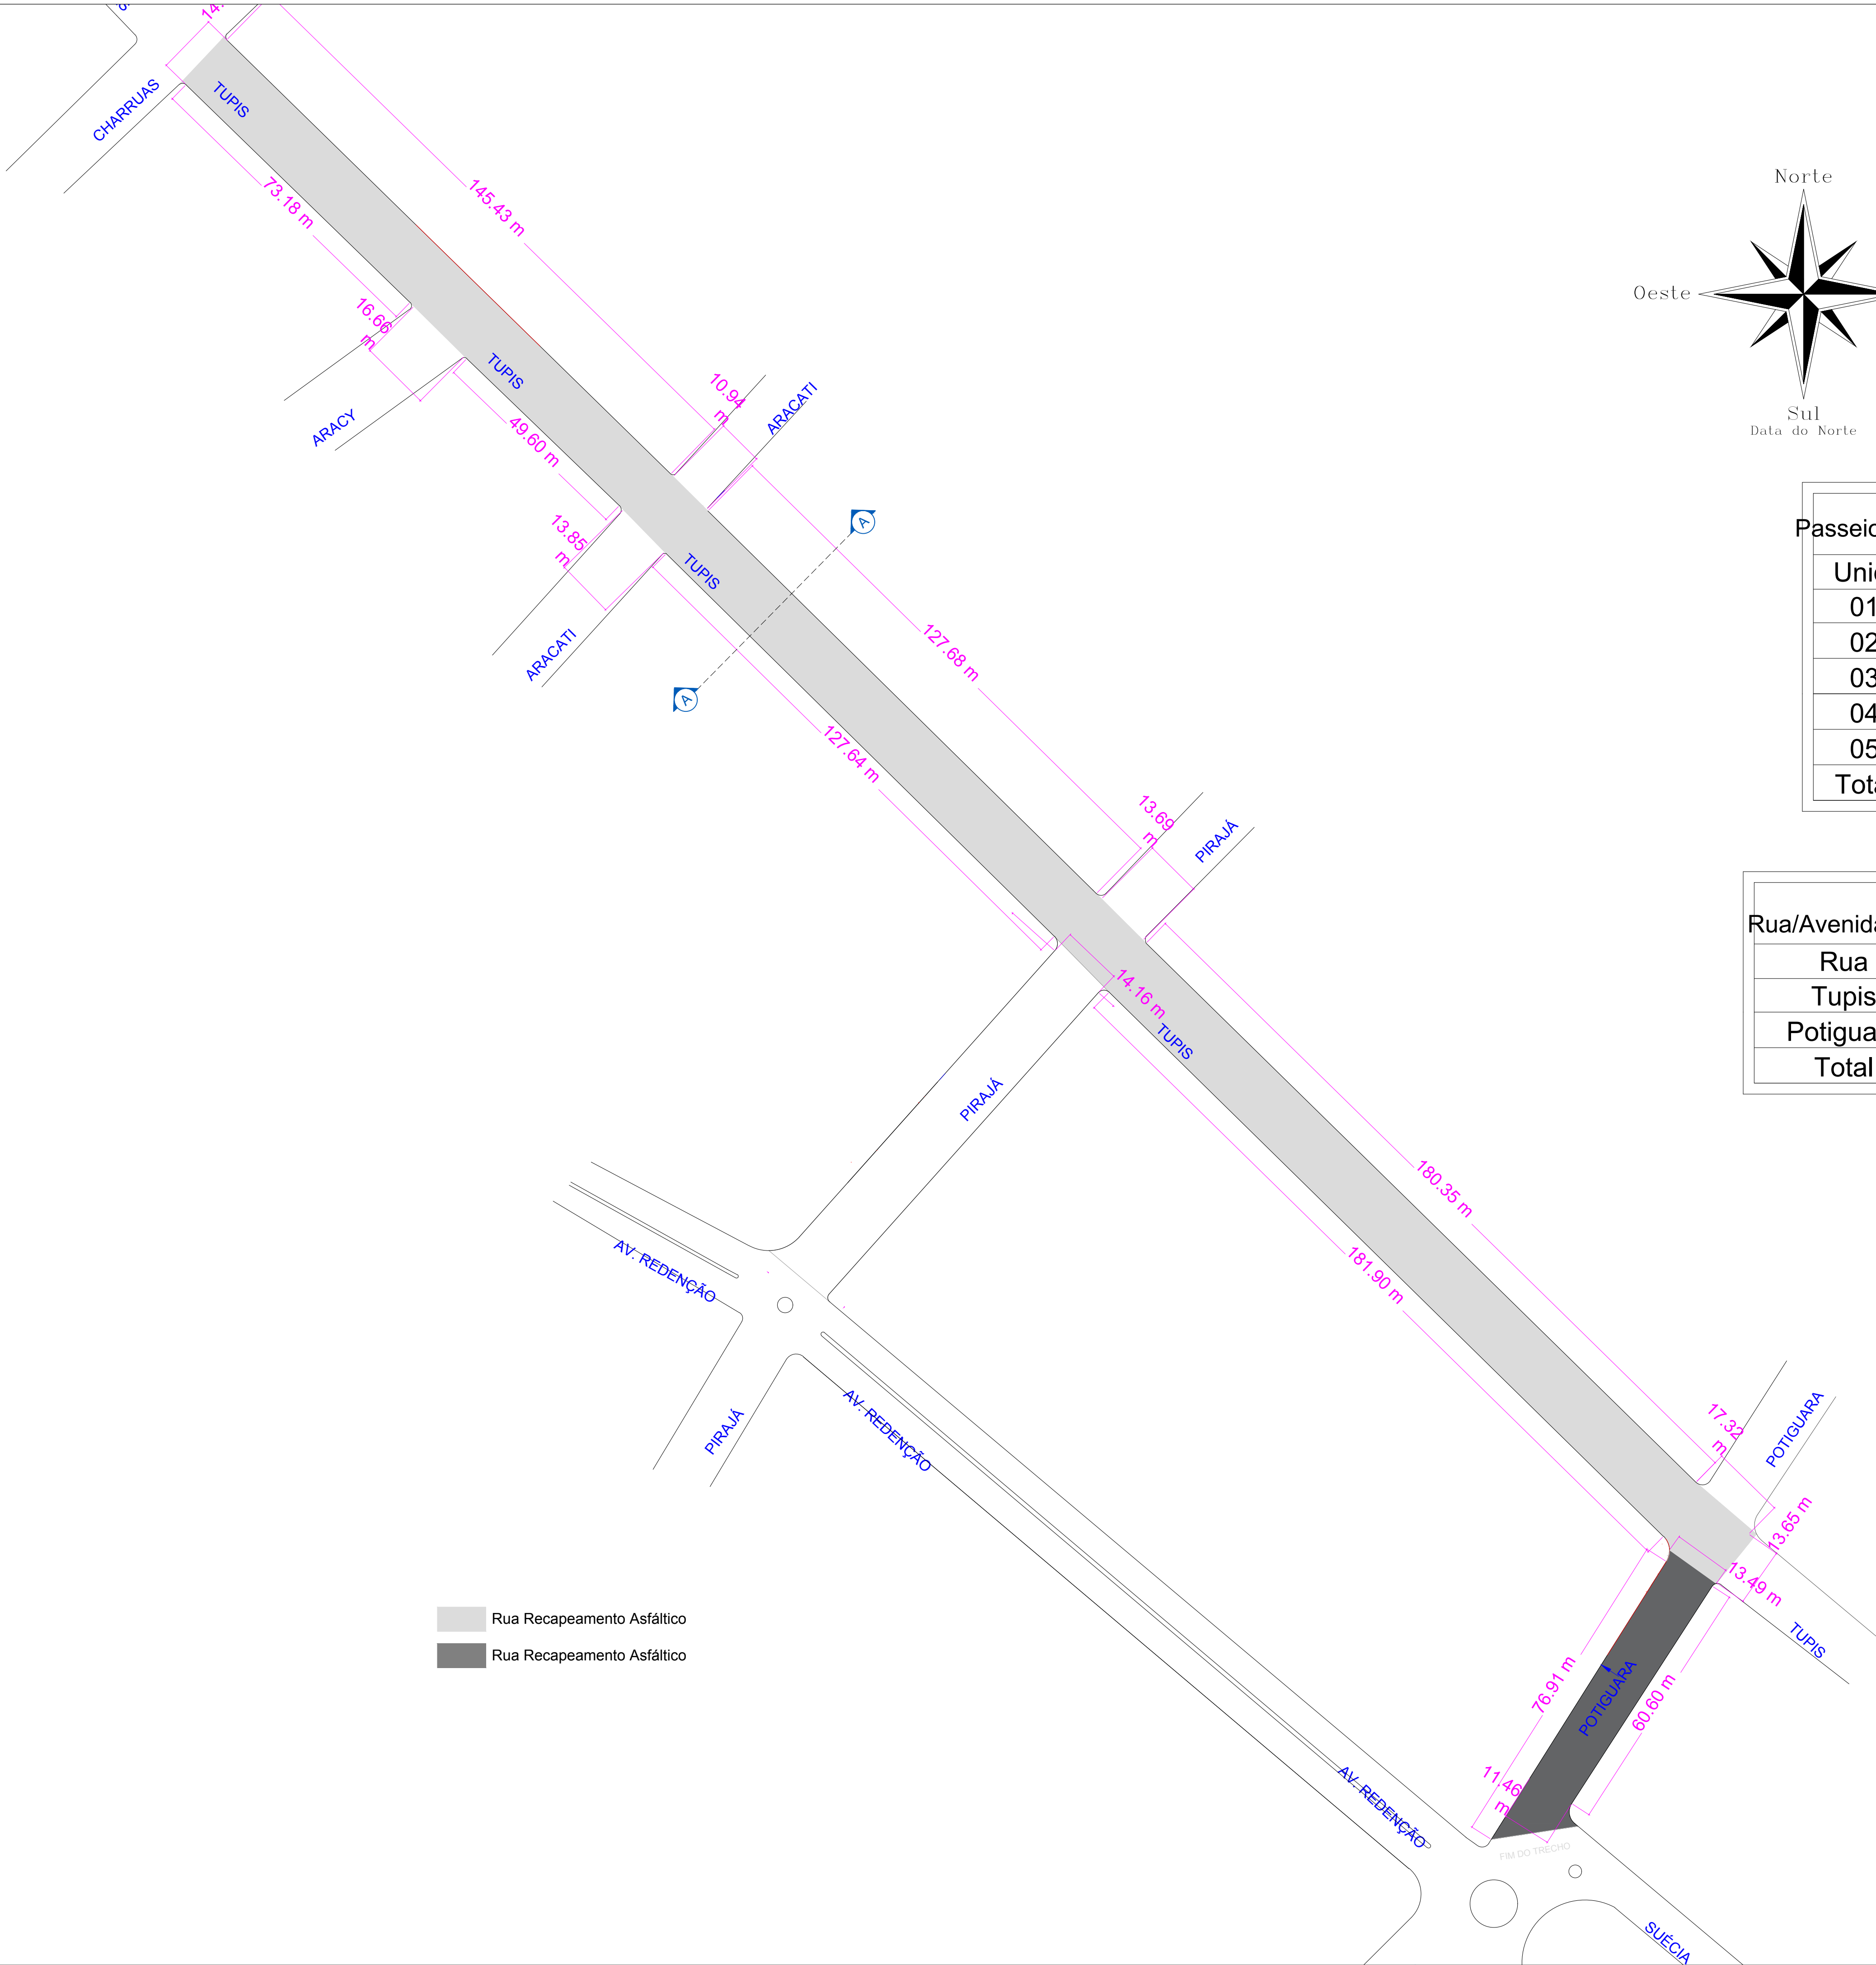 CHARRUAS
TUPIS
73.18 m
145.43 m
16.66
m
TUPIS
ARACY
49.60 m
10.94
m
ARACATI
13.85
m
TUPIS
A
A
ARACATI
127.68 m
127.64 m
13.69
m
PIRAJÁ
14.16 m
TUPIS
PIRAJÁ
180.35 m
181.90 m
AV. REDENÇÃO
PIRAJÁ
AV. REDENÇÃO
17.32
m
POTIGUARA
13.65 m
13.49 m
TUPIS
76.91 m
POTIGUARA
60.60 m
11.46
m
AV. REDENÇÃO
FIM DO TRECHO
SUÉCIA
Rua Recapeamento Asfáltico
Rua Recapeamento Asfáltico
Norte
Oeste
Sul
Data do Norte
01
02
03
04
05
Rua
Tupis
Total